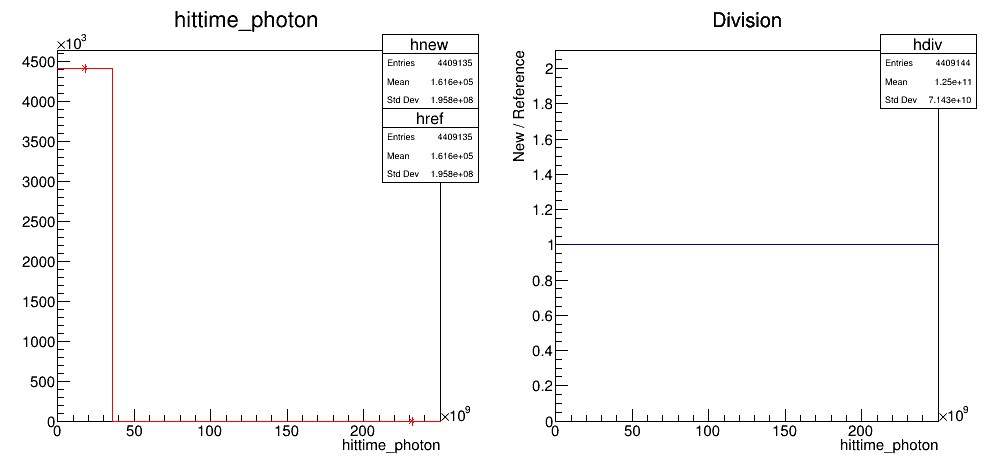 hittime_photon
×10³
hnew
Entries 4409135
Mean 1.616e+05
Std Dev 1.958e+08
href
Entries 4409135
Mean 1.616e+05
Std Dev 1.958e+08
4500
4000
3500
3000
2500
2000
1500
1000
500
0
0 50 100 150 200
×10⁹
hittime_photon
Division
hdiv
Entries 4409144
Mean 1.25e+11
Std Dev 7.143e+10
New / Reference
2
1.8
1.6
1.4
1.2
1
0.8
0.6
0.4
0.2
0
0 50 100 150 200
×10⁹
hittime_photon